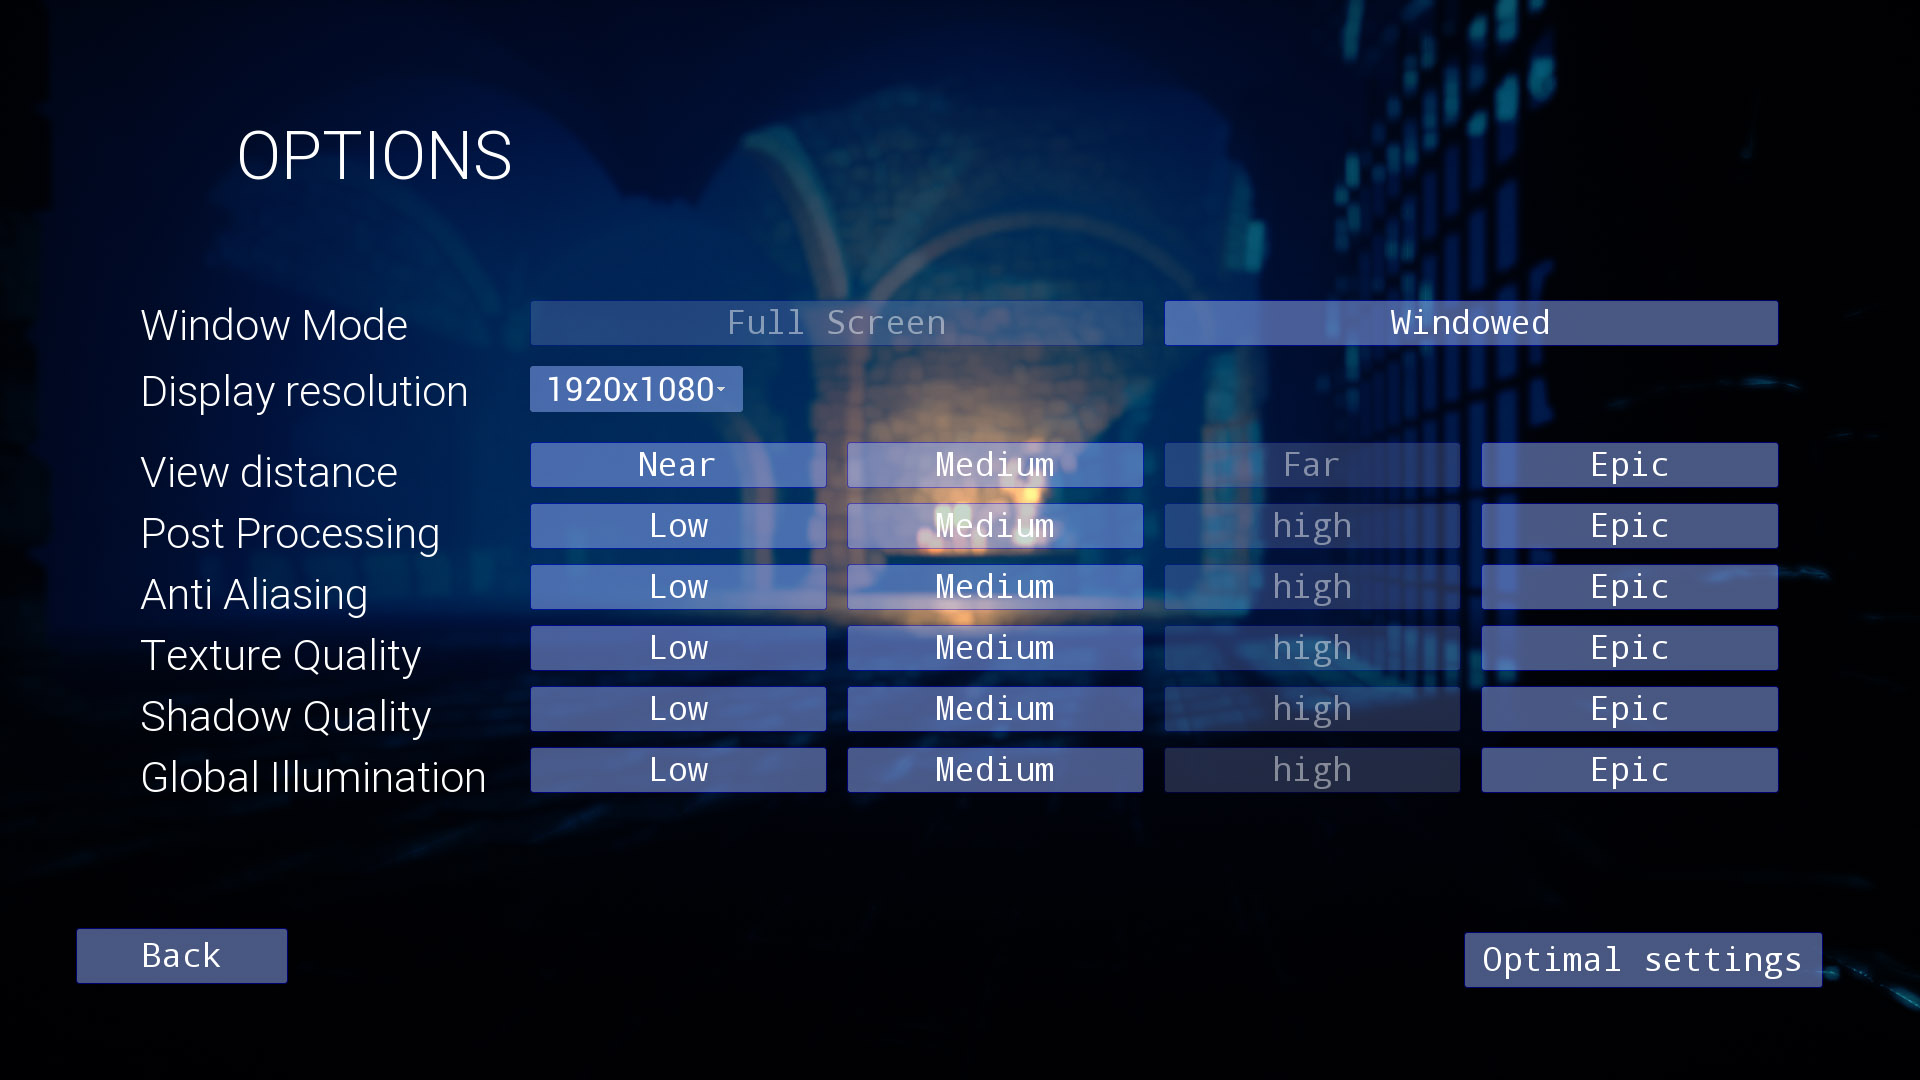 OPTIONS
Window Mode Full Screen Windowed
Display resolution 1920x1080
View distance Near Medium Far Epic
Post Processing Low Medium high Epic
Anti Aliasing Low Medium high Epic
Texture Quality Low Medium high Epic
Shadow Quality Low Medium high Epic
Global Illumination Low Medium high Epic
Back Optimal settings